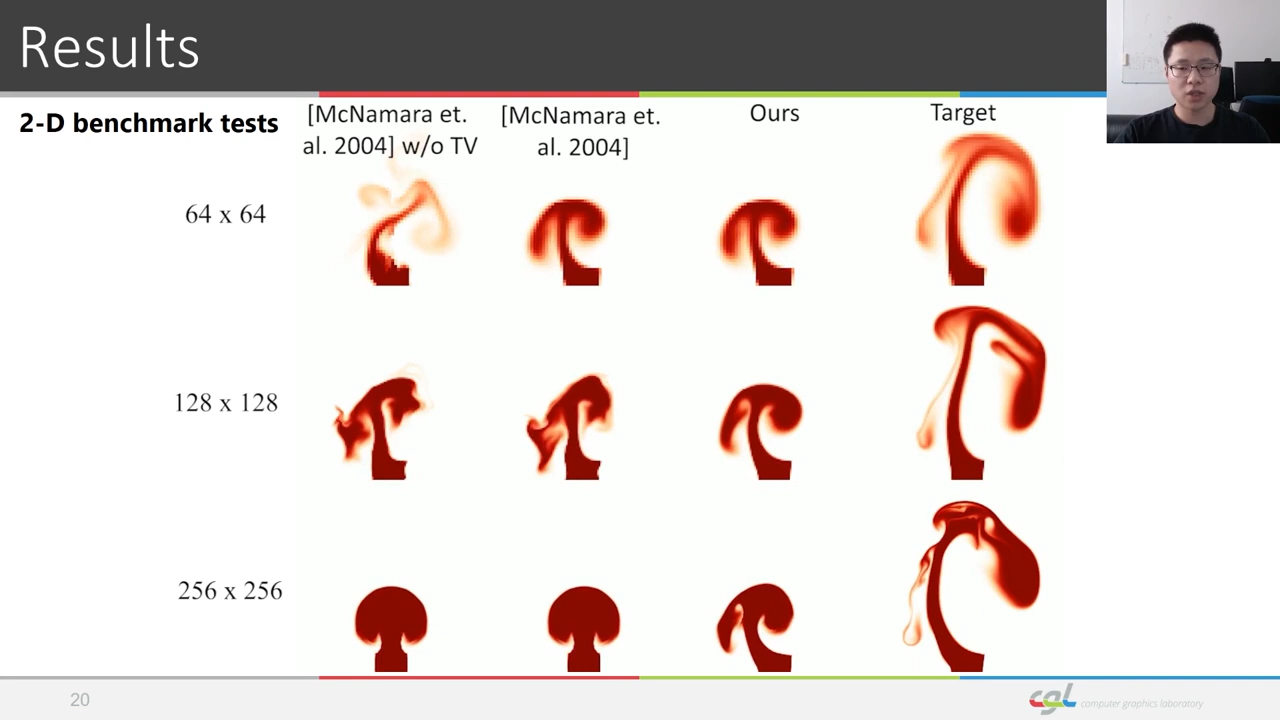 Results
2-D benchmark tests
[McNamara et.
al. 2004] w/o TV
[McNamara et.
al. 2004]
Ours
Target
64 x 64
128 x 128
256 x 256
20
cgl computer graphics laboratory